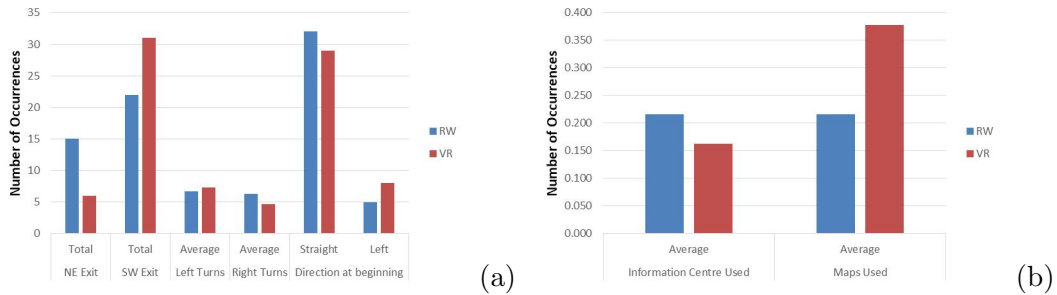 Number of Occurrences
35
30
25
20
15
10
5
0
Total Total Average Average Straight Left
NE Exit SW Exit Left Turns Right Turns Direction at beginning
RW
VR
(a)
Number of Occurrences
0.400
0.350
0.300
0.250
0.200
0.150
0.100
0.050
0.000
Average Average
Information Centre Used Maps Used
RW
VR
(b)